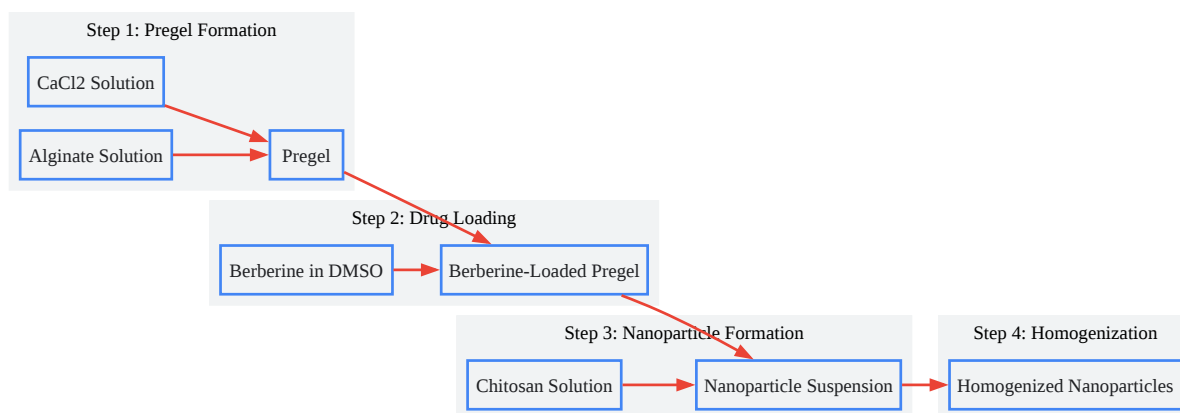 Step 1: Pregel Formation
CaCl2 Solution
Alginate Solution
Pregel
Step 2: Drug Loading
Berberine in DMSO
Berberine-Loaded Pregel
Step 3: Nanoparticle Formation
Chitosan Solution
Nanoparticle Suspension
Step 4: Homogenization
Homogenized Nanoparticles